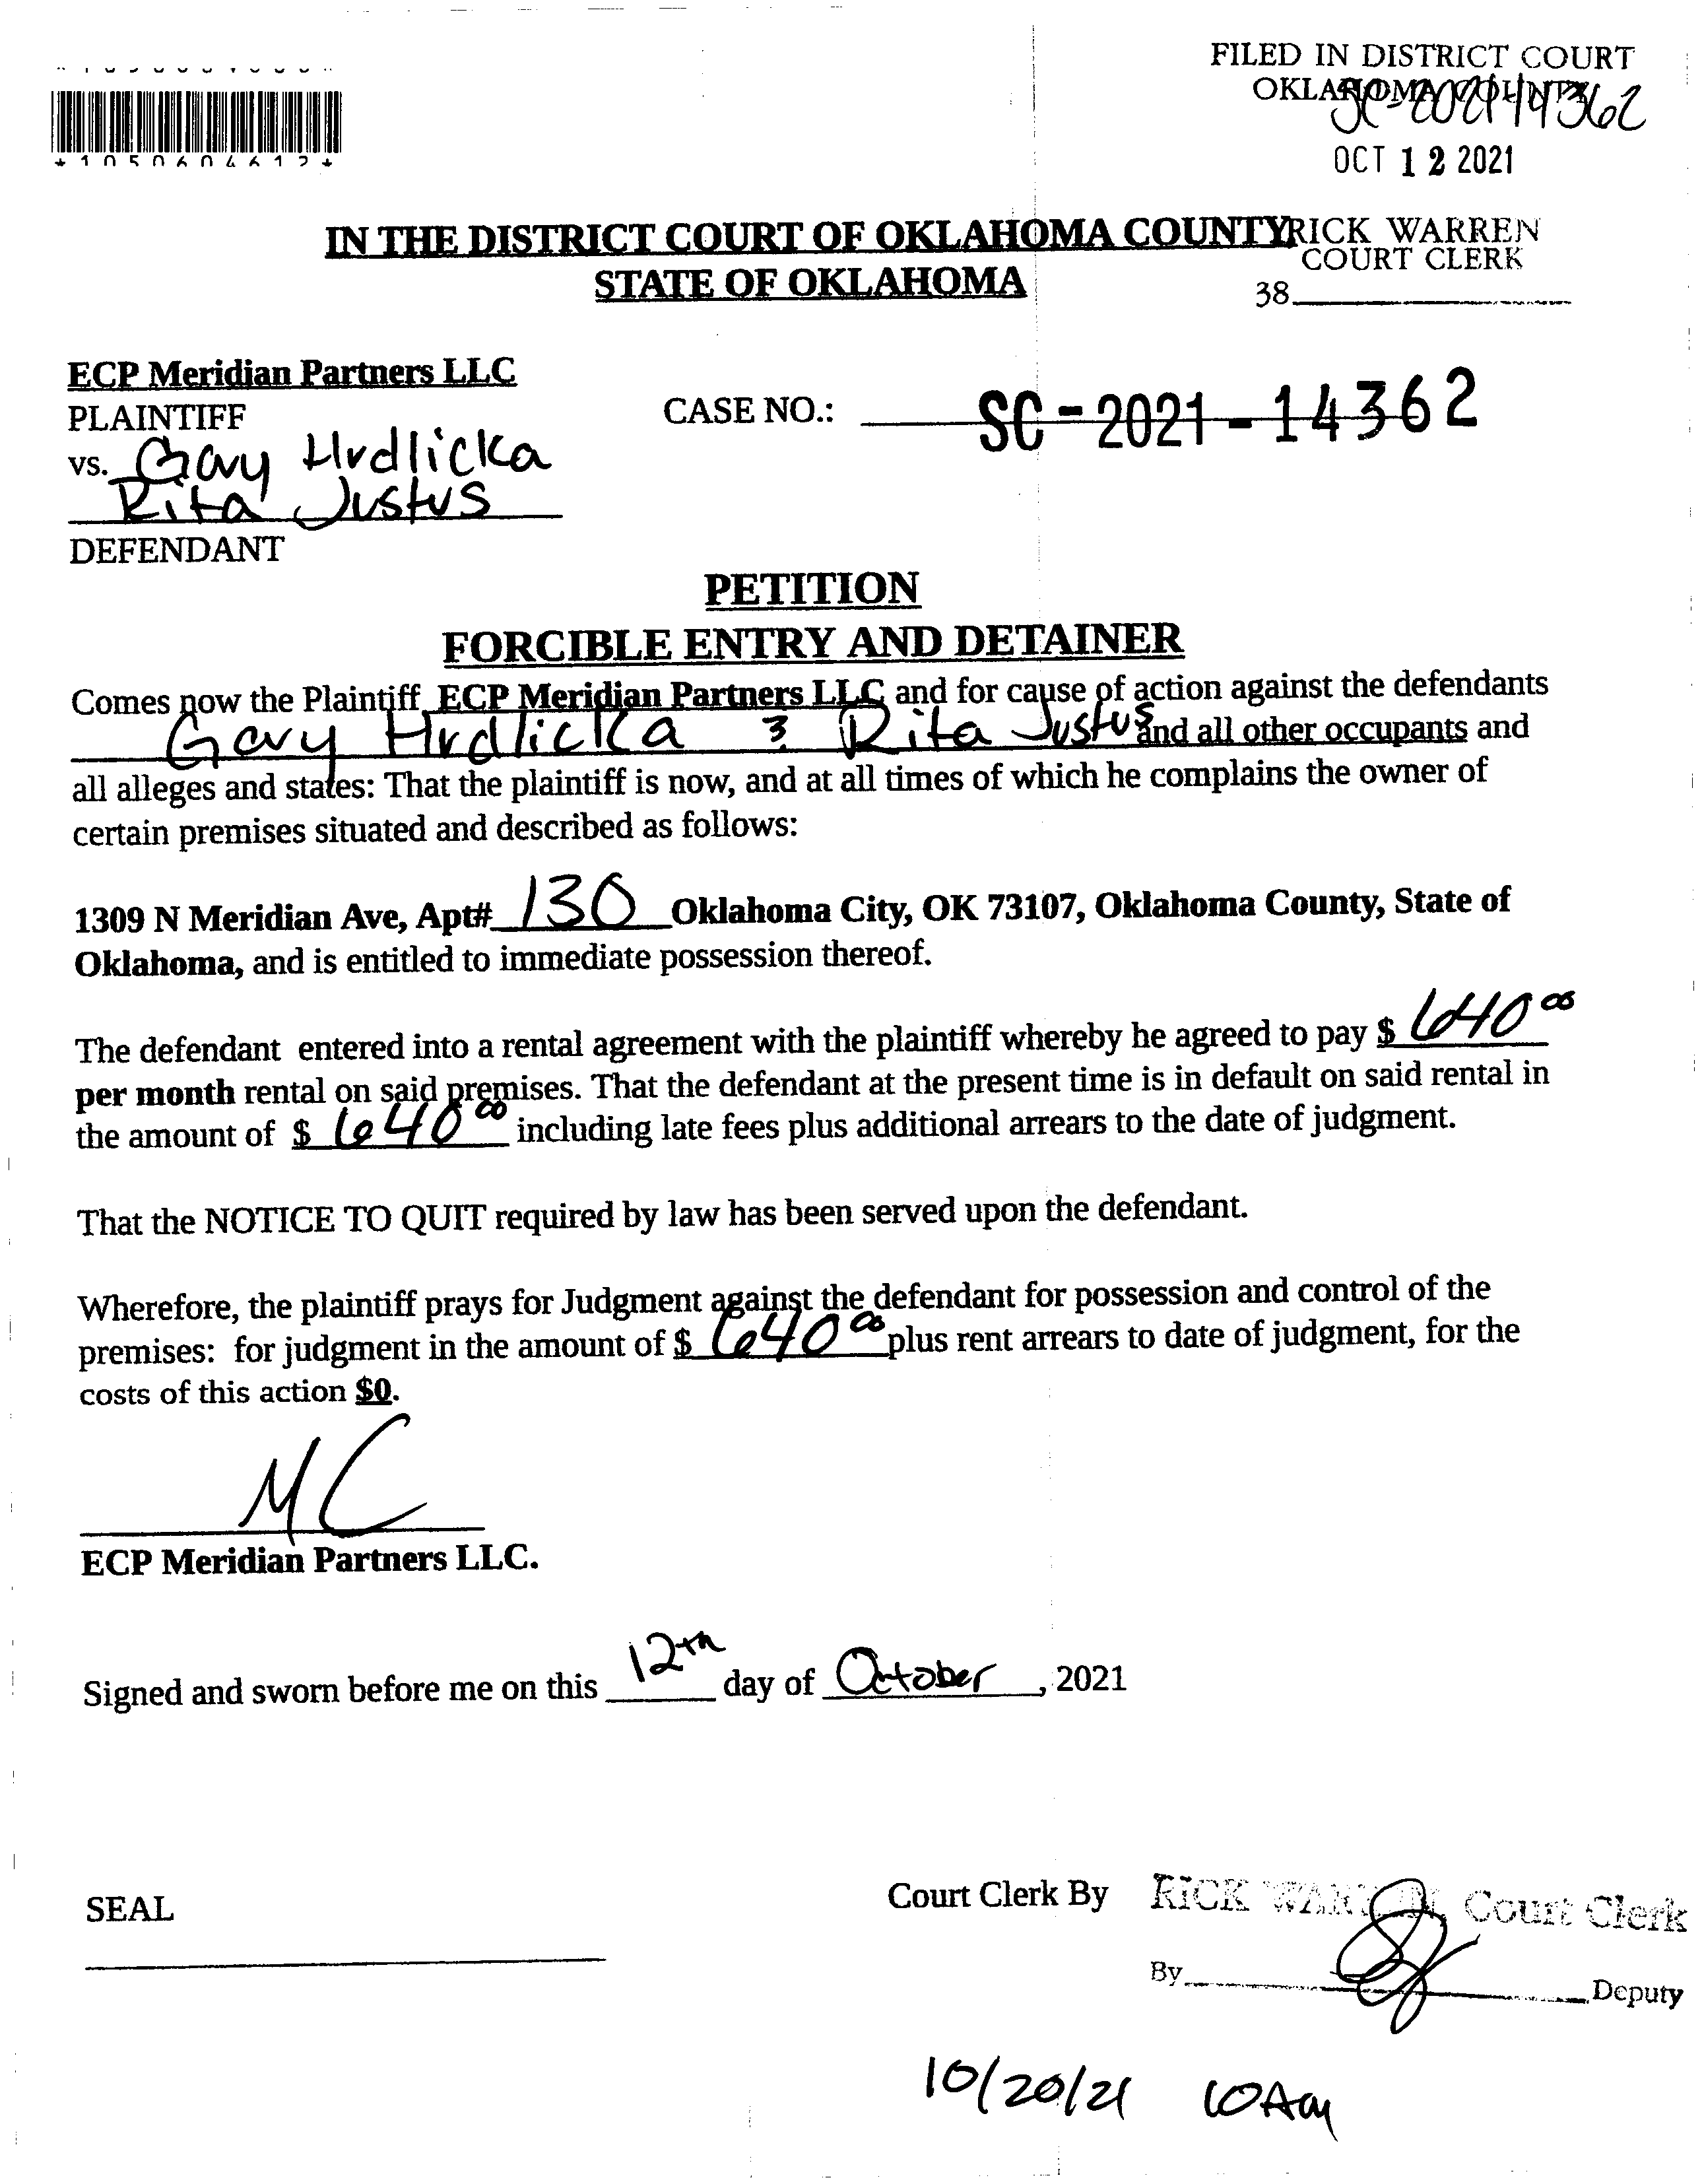 FILED IN DISTRICT COURT
OKLAHOMA COUNTY
SC-2021-14362
*1050604612*
OCT 12 2021
IN THE DISTRICT COURT OF OKLAHOMA COUNTY
RICK WARREN
COURT CLERK
STATE OF OKLAHOMA
38
ECP Meridian Partners LLC
PLAINTIFF
CASE NO.: SC-2021-14362
vs. Gary Hrdlicka
Rita Justus
DEFENDANT
PETITION
FORCIBLE ENTRY AND DETAINER
Comes now the Plaintiff ECP Meridian Partners LLC and for cause of action against the defendants
Gary Hrdlicka & Rita Justus and all other occupants and
all alleges and states: That the plaintiff is now, and at all times of which he complains the owner of
certain premises situated and described as follows:
1309 N Meridian Ave, Apt# 130 Oklahoma City, OK 73107, Oklahoma County, State of
Oklahoma, and is entitled to immediate possession thereof.
The defendant entered into a rental agreement with the plaintiff whereby he agreed to pay $ 640 00
per month rental on said premises. That the defendant at the present time is in default on said rental in
the amount of $ 640 00 including late fees plus additional arrears to the date of judgment.
That the NOTICE TO QUIT required by law has been served upon the defendant.
Wherefore, the plaintiff prays for Judgment against the defendant for possession and control of the
premises: for judgment in the amount of $ 640 00 plus rent arrears to date of judgment, for the
costs of this action $0.
MC
ECP Meridian Partners LLC.
Signed and sworn before me on this 12th day of October, 2021
SEAL
Court Clerk By RICK WARREN, Court Clerk
By Deputy
10/20/21 10Am